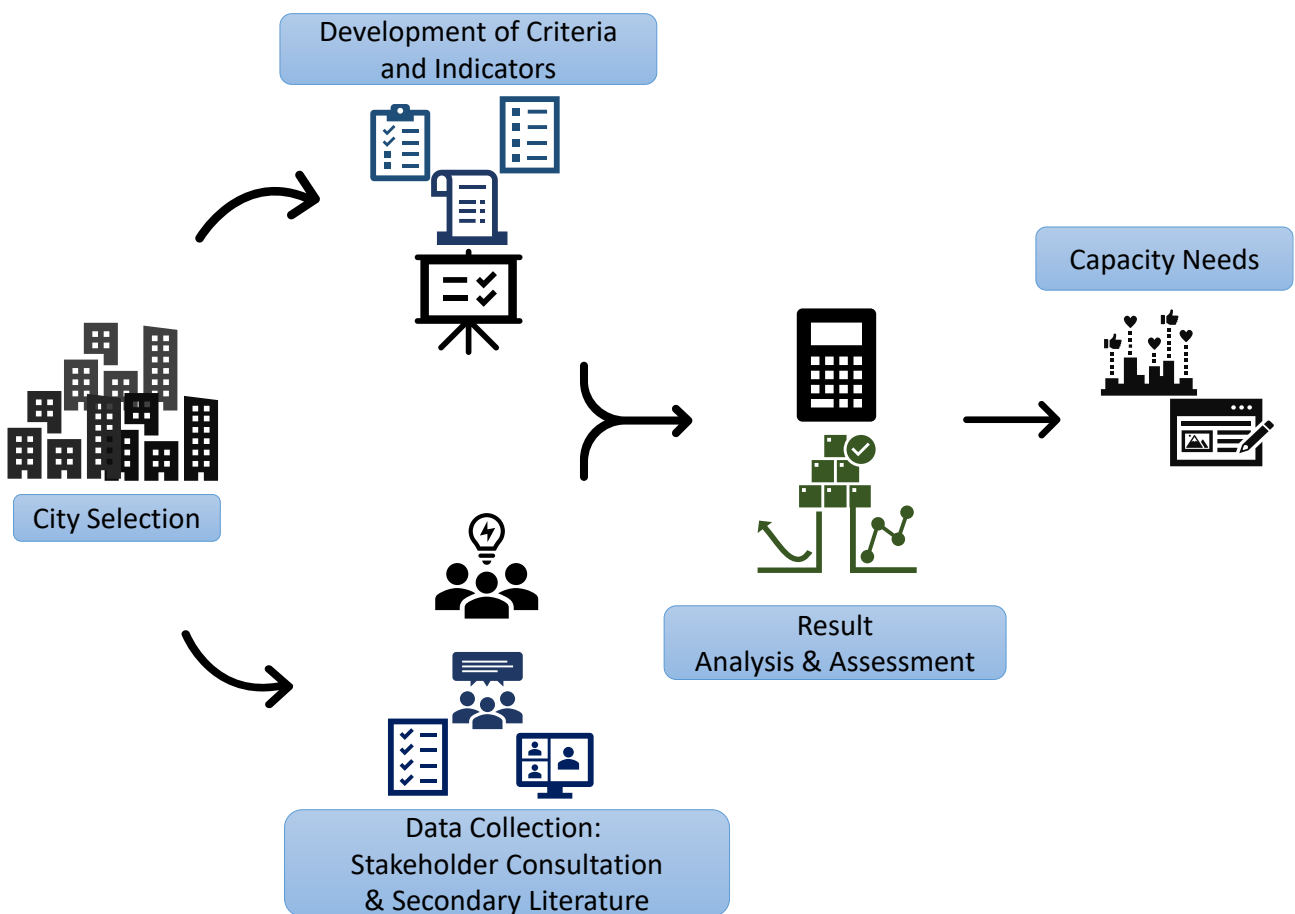 Development of Criteria
and Indicators
Capacity Needs
City Selection
Result
Analysis & Assessment
Data Collection:
Stakeholder Consultation
& Secondary Literature